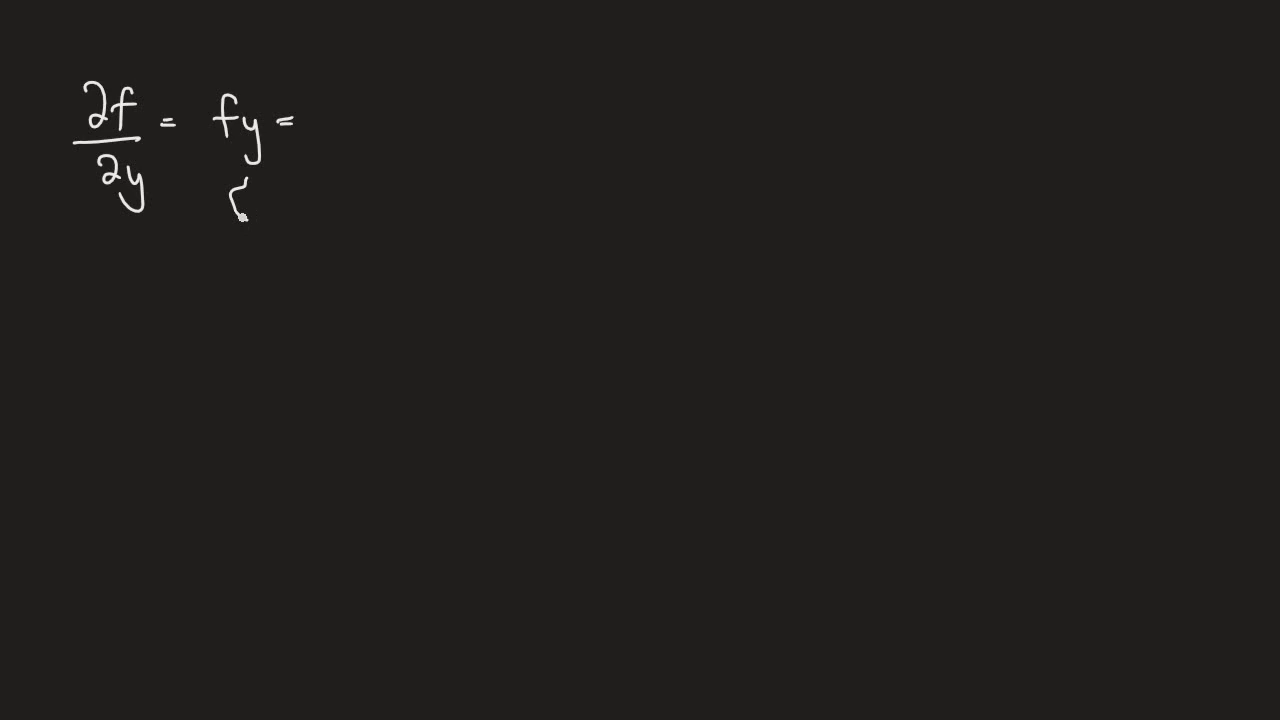 ∂f/∂y = fy =